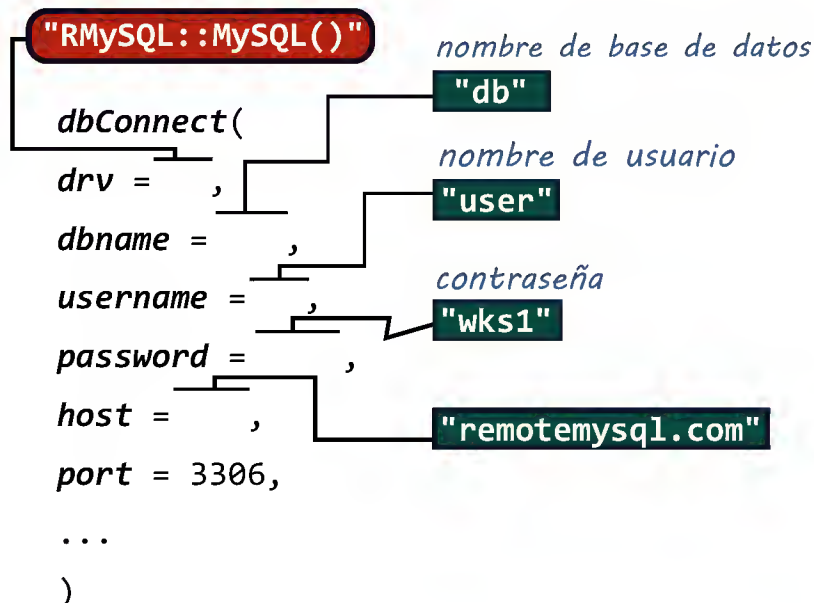 "RMySQL::MySQL()"
nombre de base de datos
"db"
dbConnect(
nombre de usuario
drv = ,
"user"
dbname = ,
contraseña
username = ,
"wks1"
password = ,
host = ,
"remotemysql.com"
port = 3306,
...
)